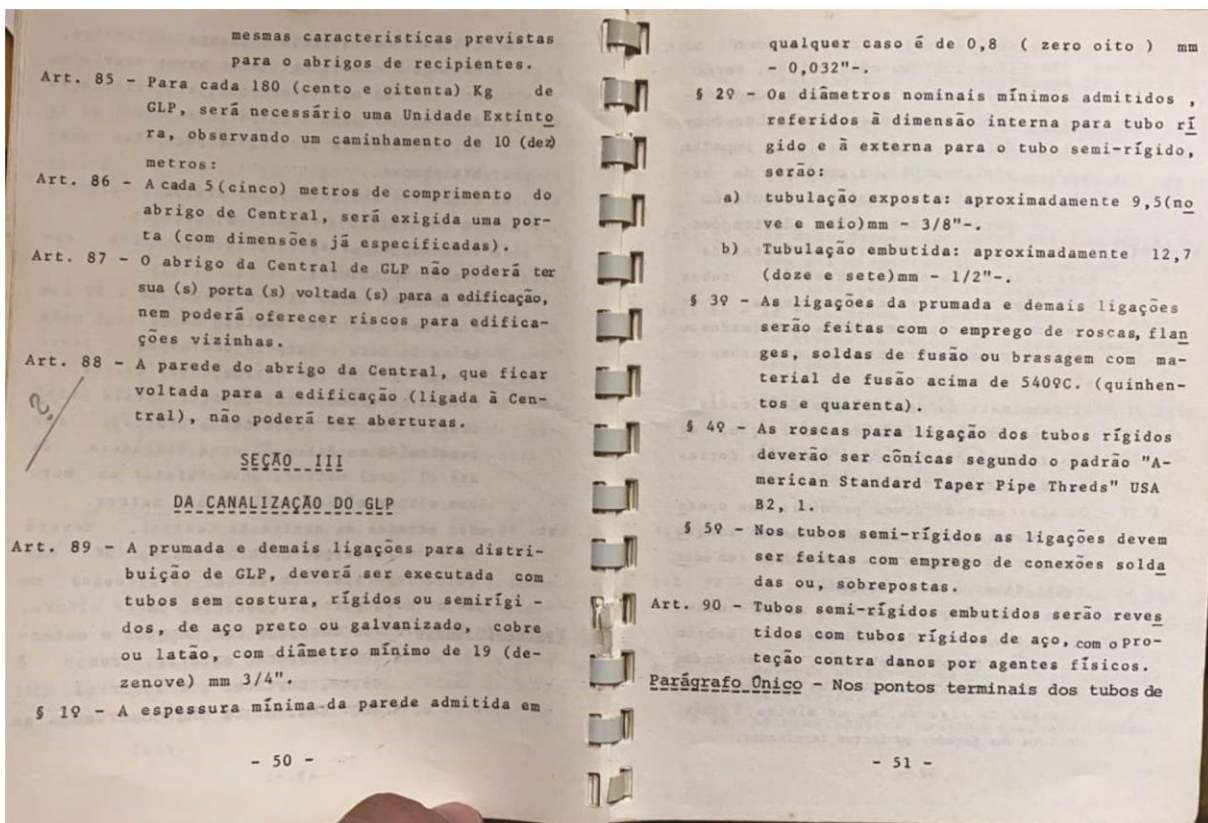 mesmas caracteristicas previstas
para o abrigos de recipientes.
Art. 85 - Para cada 180 (cento e oitenta) Kg de
GLP, será necessário uma Unidade Extinto
ra, observando um caminhamento de 10 (dez)
metros:
Art. 86 - A cada 5 (cinco) metros de comprimento do
abrigo de Central, será exigida uma por-
ta (com dimensões já especificadas).
Art. 87 - O abrigo da Central de GLP não poderá ter
sua (s) porta (s) voltada (s) para a edificação,
nem poderá oferecer riscos para edifica-
ções vizinhas.
Art. 88 - A parede do abrigo da Central, que ficar
voltada para a edificação (ligada à Cen-
tral), não poderá ter aberturas.
SEÇÃO III
DA CANALIZAÇÃO DO GLP
Art. 89 - A prumada e demais ligações para distri-
buição de GLP, deverá ser executada com
tubos sem costura, rígidos ou semirígi -
dos, de aço preto ou galvanizado, cobre
ou latão, com diâmetro mínimo de 19 (de-
zenove) mm 3/4".
§ 1º - A espessura mínima da parede admitida em
- 50 -
qualquer caso é de 0,8 ( zero oito ) mm
- 0,032"-.
§ 2º - Os diâmetros nominais mínimos admitidos ,
referidos à dimensão interna para tubo rí
gido e à externa para o tubo semi-rígido,
serão:
a) tubulação exposta: aproximadamente 9,5(no
ve e meio)mm - 3/8"-.
b) Tubulação embutida: aproximadamente 12,7
(doze e sete)mm - 1/2"-.
§ 3º - As ligações da prumada e demais ligações
serão feitas com o emprego de roscas, flan
ges, soldas de fusão ou brasagem com ma-
terial de fusão acima de 540ºC. (quinhen-
tos e quarenta).
§ 4º - As roscas para ligação dos tubos rígidos
deverão ser cônicas segundo o padrão "A-
merican Standard Taper Pipe Threds" USA
B2, 1.
§ 5º - Nos tubos semi-rígidos as ligações devem
ser feitas com emprego de conexões solda
das ou, sobrepostas.
Art. 90 - Tubos semi-rígidos embutidos serão reves
tidos com tubos rígidos de aço, com o pro-
teção contra danos por agentes físicos.
Parágrafo Único - Nos pontos terminais dos tubos de
- 51 -